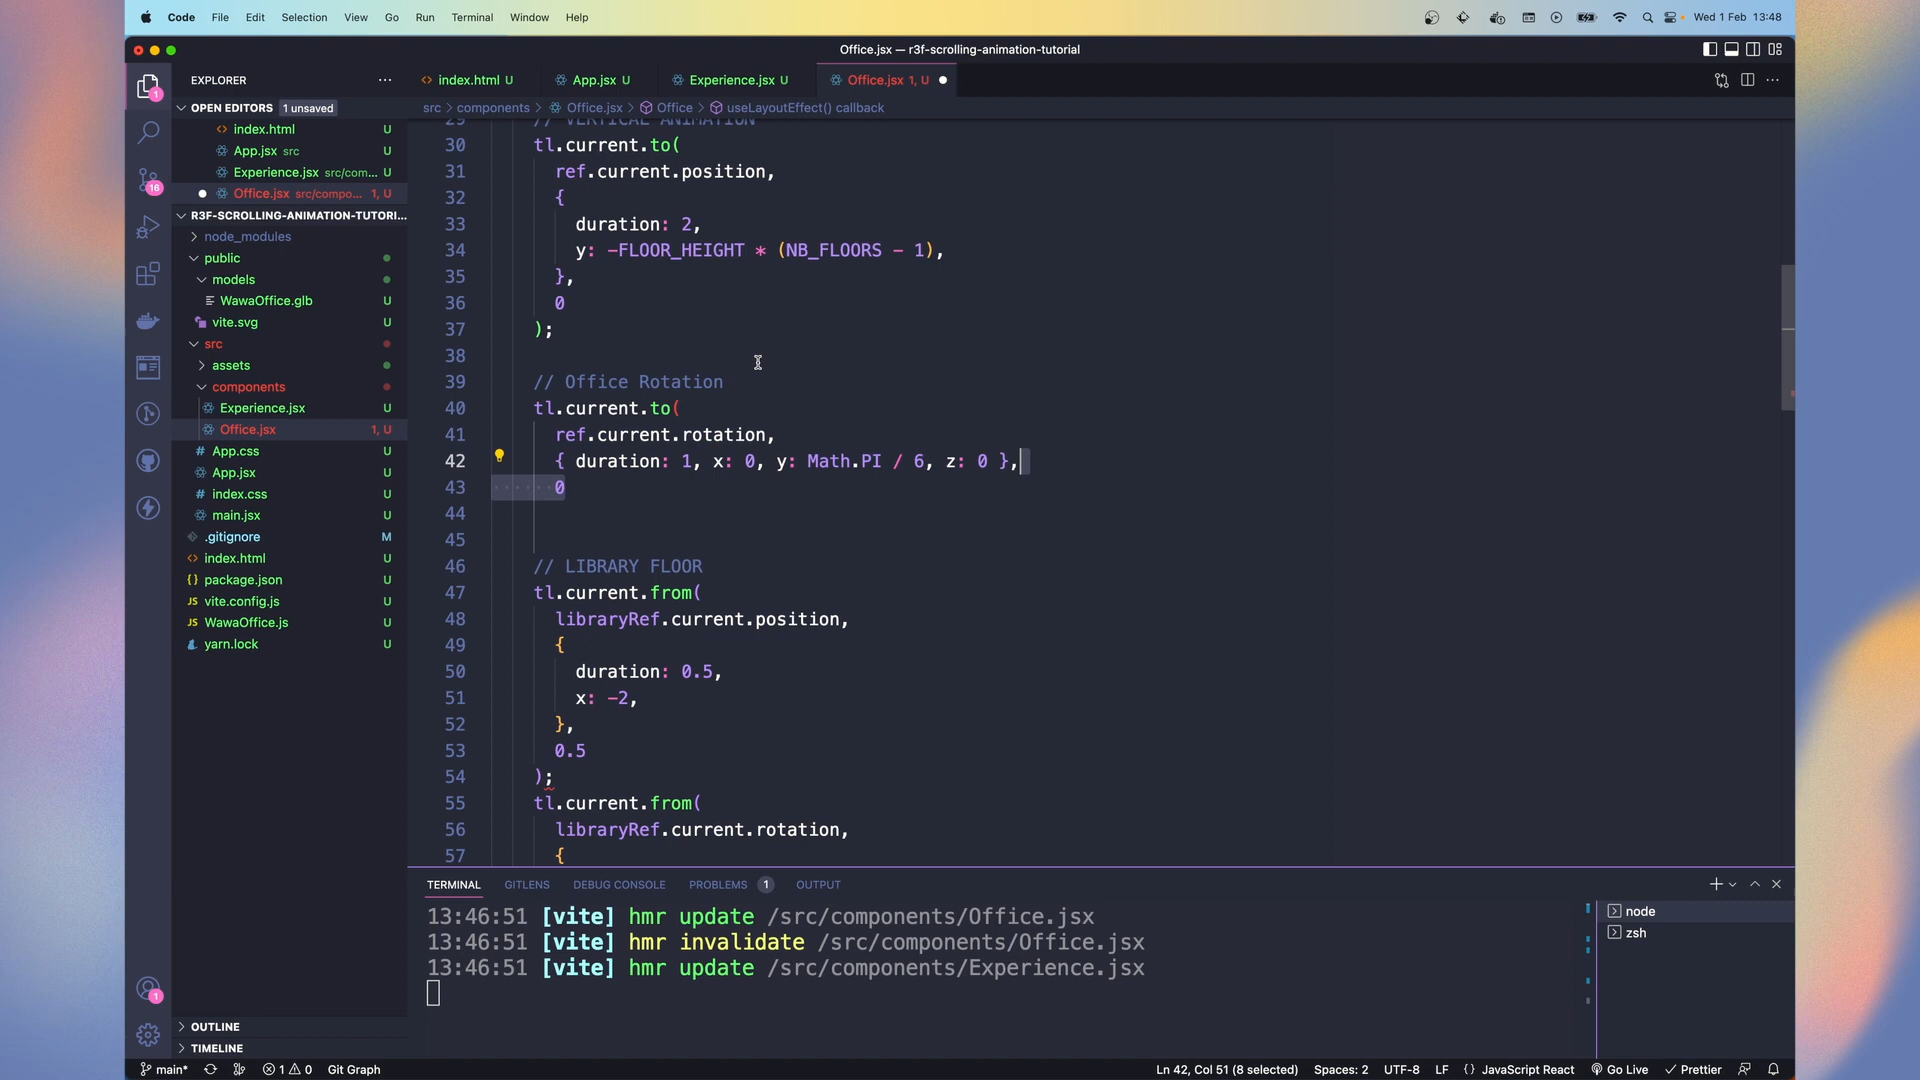 Code File Edit Selection View Go Run Terminal Window Help
Wed 1 Feb 13:48
Office.jsx — r3f-scrolling-animation-tutorial
EXPLORER
index.html U
App.jsx U
Experience.jsx U
Office.jsx 1, U
OPEN EDITORS 1 unsaved
src > components > Office.jsx > Office > useLayoutEffect() callback
index.html U
App.jsx src U
Experience.jsx src/com... U
Office.jsx src/compo... 1, U
R3F-SCROLLING-ANIMATION-TUTORI...
node_modules
public
models
WawaOffice.glb U
vite.svg U
src
assets
components
Experience.jsx U
Office.jsx 1, U
App.css U
App.jsx U
index.css U
main.jsx U
.gitignore M
index.html U
package.json U
vite.config.js U
WawaOffice.js U
yarn.lock U
OUTLINE
TIMELINE
29 // VERTICAL ANIMATION
30 tl.current.to(
31 ref.current.position,
32 {
33 duration: 2,
34 y: -FLOOR_HEIGHT * (NB_FLOORS - 1),
35 },
36 0
37 );
38
39 // Office Rotation
40 tl.current.to(
41 ref.current.rotation,
42 { duration: 1, x: 0, y: Math.PI / 6, z: 0 },
43 ······0
44
45
46 // LIBRARY FLOOR
47 tl.current.from(
48 libraryRef.current.position,
49 {
50 duration: 0.5,
51 x: -2,
52 },
53 0.5
54 );
55 tl.current.from(
56 libraryRef.current.rotation,
57 {
TERMINAL GITLENS DEBUG CONSOLE PROBLEMS 1 OUTPUT
13:46:51 [vite] hmr update /src/components/Office.jsx
13:46:51 [vite] hmr invalidate /src/components/Office.jsx
13:46:51 [vite] hmr update /src/components/Experience.jsx
node
zsh
1
16
1
main* 1 0 Git Graph
Ln 42, Col 51 (8 selected) Spaces: 2 UTF-8 LF {} JavaScript React Go Live Prettier